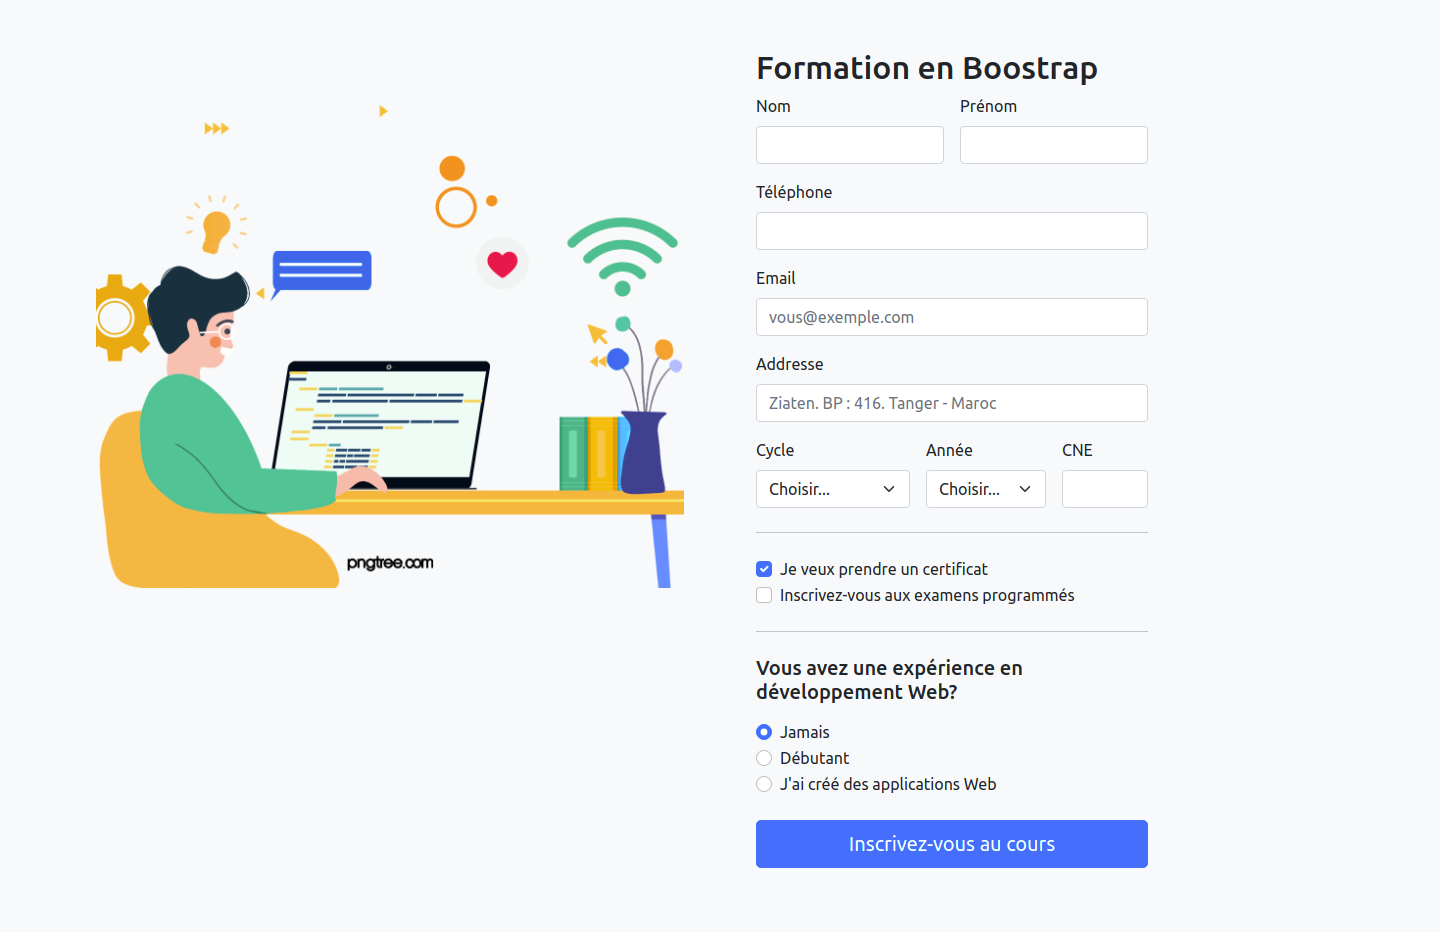 Formation en Boostrap
Nom
Prénom
Téléphone
Email
vous@exemple.com
Addresse
Ziaten. BP : 416. Tanger - Maroc
Cycle
Année
CNE
Choisir...
Choisir...
Je veux prendre un certificat
Inscrivez-vous aux examens programmés
Vous avez une expérience en
développement Web?
Jamais
Débutant
J'ai créé des applications Web
Inscrivez-vous au cours
pngtree.com